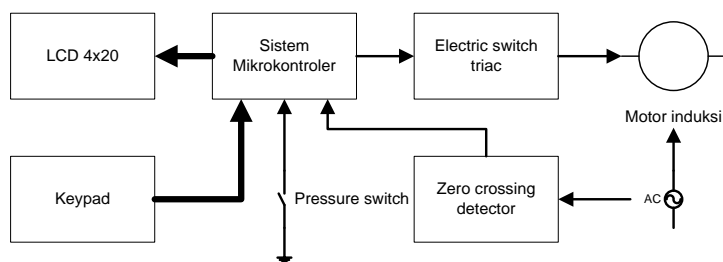 LCD 4x20
Sistem
Mikrokontroler
Electric switch
triac
Motor induksi
Keypad
Pressure switch
Zero crossing
detector
AC